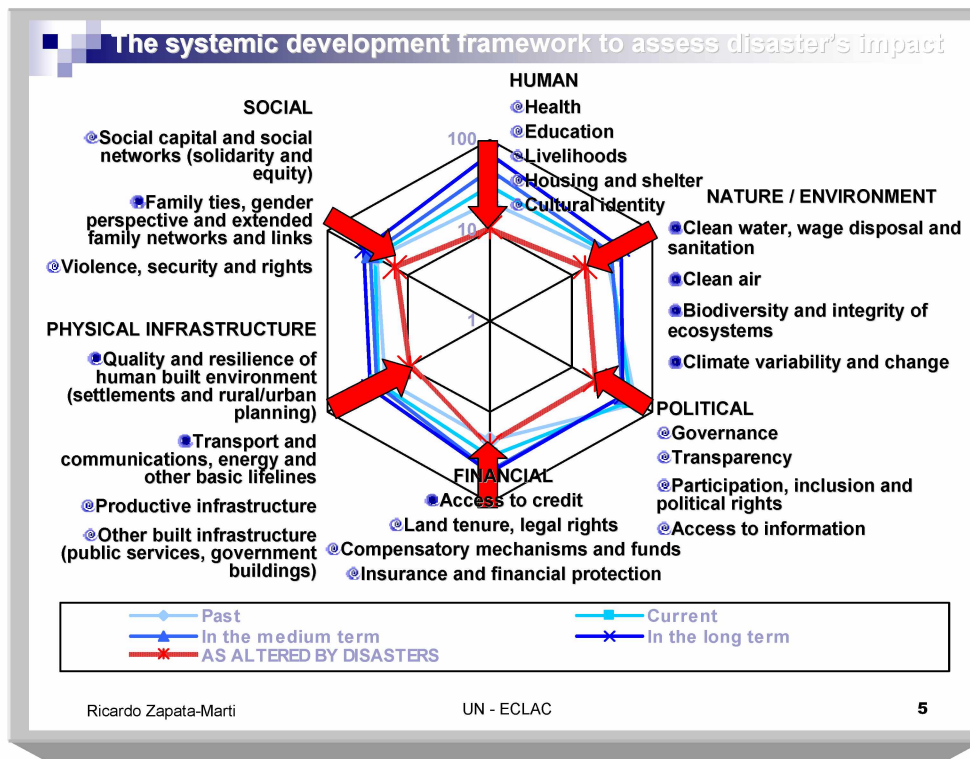 The systemic development framework to assess disaster's impact
HUMAN
Health
Education
Livelihoods
Housing and shelter
Cultural identity
SOCIAL
Social capital and social
networks (solidarity and
equity)
Family ties, gender
perspective and extended
family networks and links
Violence, security and rights
100
10
1
NATURE / ENVIRONMENT
Clean water, wage disposal and
sanitation
Clean air
Biodiversity and integrity of
ecosystems
Climate variability and change
PHYSICAL INFRASTRUCTURE
Quality and resilience of
human built environment
(settlements and rural/urban
planning)
Transport and
communications, energy and
other basic lifelines
Productive infrastructure
Other built infrastructure
(public services, government
buildings)
POLITICAL
Governance
Transparency
Participation, inclusion and
political rights
Access to information
FINANCIAL
Access to credit
Land tenure, legal rights
Compensatory mechanisms and funds
Insurance and financial protection
Past
Current
In the medium term
In the long term
AS ALTERED BY DISASTERS
Ricardo Zapata-Marti
UN - ECLAC
5